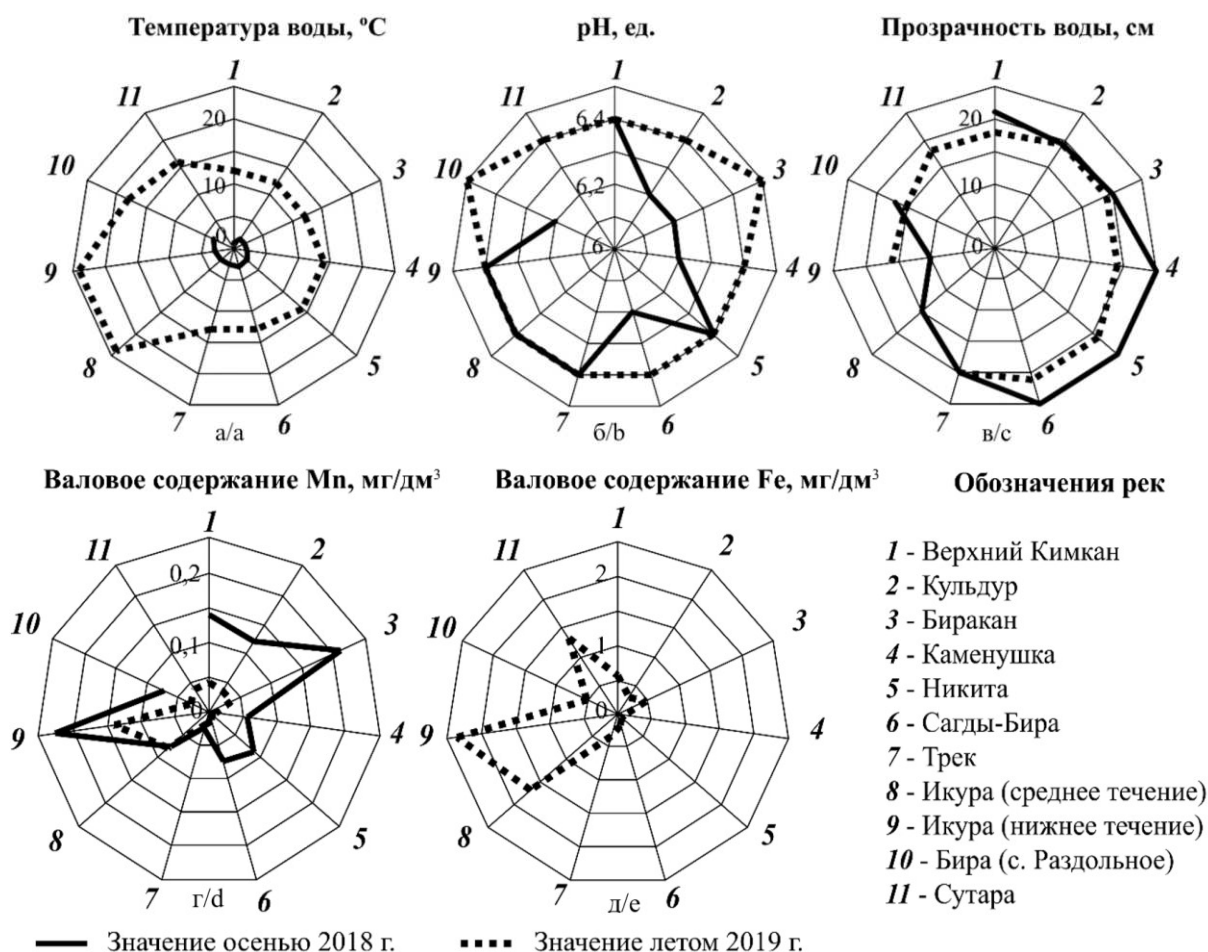 Температура воды, ºС
pH, ед.
Прозрачность воды, см
1
2
3
4
5
6
7
8
9
10
11
20
10
0
а/a
1
2
3
4
5
6
7
8
9
10
11
6,4
6,2
6
б/b
1
2
3
4
5
6
7
8
9
10
11
20
10
0
в/c
Валовое содержание Mn, мг/дм³
Валовое содержание Fe, мг/дм³
Обозначения рек
1
2
3
4
5
6
7
8
9
10
11
0,2
0,1
0
г/d
1
2
3
4
5
6
7
8
9
10
11
2
1
0
д/e
1 - Верхний Кимкан
2 - Кульдур
3 - Биракан
4 - Каменушка
5 - Никита
6 - Сагды-Бира
7 - Трек
8 - Икура (среднее течение)
9 - Икура (нижнее течение)
10 - Бира (с. Раздольное)
11 - Сутара
Значение осенью 2018 г.
Значение летом 2019 г.